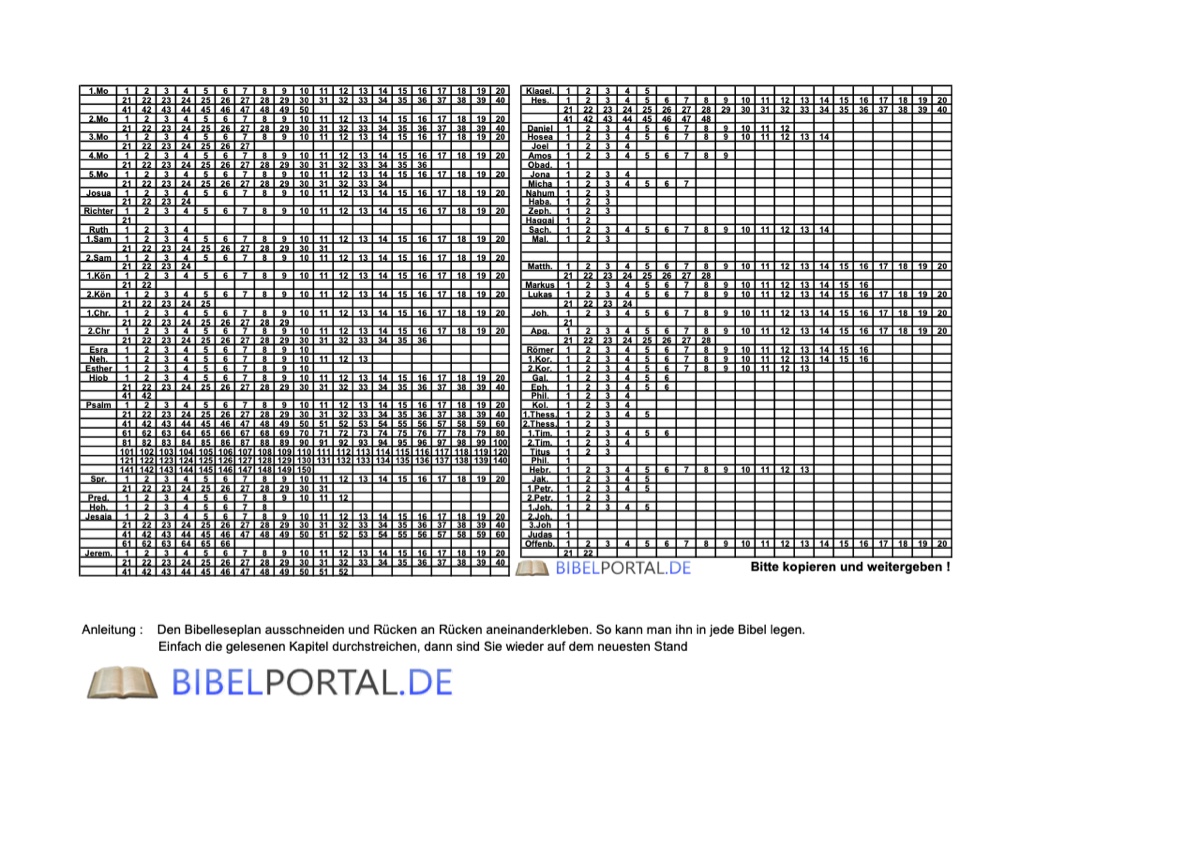 1.Mo 1 2 3 4 5 6 7 8 9 10 11 12 13 14 15 16 17 18 19 20
21 22 23 24 25 26 27 28 29 30 31 32 33 34 35 36 37 38 39 40
41 42 43 44 45 46 47 48 49 50
2.Mo 1 2 3 4 5 6 7 8 9 10 11 12 13 14 15 16 17 18 19 20
21 22 23 24 25 26 27 28 29 30 31 32 33 34 35 36 37 38 39 40
3.Mo 1 2 3 4 5 6 7 8 9 10 11 12 13 14 15 16 17 18 19 20
21 22 23 24 25 26 27
4.Mo 1 2 3 4 5 6 7 8 9 10 11 12 13 14 15 16 17 18 19 20
21 22 23 24 25 26 27 28 29 30 31 32 33 34 35 36
5.Mo 1 2 3 4 5 6 7 8 9 10 11 12 13 14 15 16 17 18 19 20
21 22 23 24 25 26 27 28 29 30 31 32 33 34
Josua 1 2 3 4 5 6 7 8 9 10 11 12 13 14 15 16 17 18 19 20
21 22 23 24
Richter 1 2 3 4 5 6 7 8 9 10 11 12 13 14 15 16 17 18 19 20
21
Ruth 1 2 3 4
1.Sam 1 2 3 4 5 6 7 8 9 10 11 12 13 14 15 16 17 18 19 20
21 22 23 24 25 26 27 28 29 30 31
2.Sam 1 2 3 4 5 6 7 8 9 10 11 12 13 14 15 16 17 18 19 20
21 22 23 24
1.Kön 1 2 3 4 5 6 7 8 9 10 11 12 13 14 15 16 17 18 19 20
21 22
2.Kön 1 2 3 4 5 6 7 8 9 10 11 12 13 14 15 16 17 18 19 20
21 22 23 24 25
1.Chr. 1 2 3 4 5 6 7 8 9 10 11 12 13 14 15 16 17 18 19 20
21 22 23 24 25 26 27 28 29
2.Chr 1 2 3 4 5 6 7 8 9 10 11 12 13 14 15 16 17 18 19 20
21 22 23 24 25 26 27 28 29 30 31 32 33 34 35 36
Esra 1 2 3 4 5 6 7 8 9 10
Neh. 1 2 3 4 5 6 7 8 9 10 11 12 13
Esther 1 2 3 4 5 6 7 8 9 10
Hiob 1 2 3 4 5 6 7 8 9 10 11 12 13 14 15 16 17 18 19 20
21 22 23 24 25 26 27 28 29 30 31 32 33 34 35 36 37 38 39 40
41 42
Psalm 1 2 3 4 5 6 7 8 9 10 11 12 13 14 15 16 17 18 19 20
21 22 23 24 25 26 27 28 29 30 31 32 33 34 35 36 37 38 39 40
41 42 43 44 45 46 47 48 49 50 51 52 53 54 55 56 57 58 59 60
61 62 63 64 65 66 67 68 69 70 71 72 73 74 75 76 77 78 79 80
81 82 83 84 85 86 87 88 89 90 91 92 93 94 95 96 97 98 99 100
101 102 103 104 105 106 107 108 109 110 111 112 113 114 115 116 117 118 119 120
121 122 123 124 125 126 127 128 129 130 131 132 133 134 135 136 137 138 139 140
141 142 143 144 145 146 147 148 149 150
Spr. 1 2 3 4 5 6 7 8 9 10 11 12 13 14 15 16 17 18 19 20
21 22 23 24 25 26 27 28 29 30 31
Pred. 1 2 3 4 5 6 7 8 9 10 11 12
Hoh. 1 2 3 4 5 6 7 8
Jesaia 1 2 3 4 5 6 7 8 9 10 11 12 13 14 15 16 17 18 19 20
21 22 23 24 25 26 27 28 29 30 31 32 33 34 35 36 37 38 39 40
41 42 43 44 45 46 47 48 49 50 51 52 53 54 55 56 57 58 59 60
61 62 63 64 65 66
Jerem. 1 2 3 4 5 6 7 8 9 10 11 12 13 14 15 16 17 18 19 20
21 22 23 24 25 26 27 28 29 30 31 32 33 34 35 36 37 38 39 40
41 42 43 44 45 46 47 48 49 50 51 52
Klagel. 1 2 3 4 5
Hes. 1 2 3 4 5 6 7 8 9 10 11 12 13 14 15 16 17 18 19 20
21 22 23 24 25 26 27 28 29 30 31 32 33 34 35 36 37 38 39 40
41 42 43 44 45 46 47 48
Daniel 1 2 3 4 5 6 7 8 9 10 11 12
Hosea 1 2 3 4 5 6 7 8 9 10 11 12 13 14
Joel 1 2 3 4
Amos 1 2 3 4 5 6 7 8 9
Obad. 1
Jona 1 2 3 4
Micha 1 2 3 4 5 6 7
Nahum 1 2 3
Haba. 1 2 3
Zeph. 1 2 3
Haggai 1 2
Sach. 1 2 3 4 5 6 7 8 9 10 11 12 13 14
Mal. 1 2 3
Matth. 1 2 3 4 5 6 7 8 9 10 11 12 13 14 15 16 17 18 19 20
21 22 23 24 25 26 27 28
Markus 1 2 3 4 5 6 7 8 9 10 11 12 13 14 15 16
Lukas 1 2 3 4 5 6 7 8 9 10 11 12 13 14 15 16 17 18 19 20
21 22 23 24
Joh. 1 2 3 4 5 6 7 8 9 10 11 12 13 14 15 16 17 18 19 20
21
Apg. 1 2 3 4 5 6 7 8 9 10 11 12 13 14 15 16 17 18 19 20
21 22 23 24 25 26 27 28
Römer 1 2 3 4 5 6 7 8 9 10 11 12 13 14 15 16
1.Kor. 1 2 3 4 5 6 7 8 9 10 11 12 13 14 15 16
2.Kor. 1 2 3 4 5 6 7 8 9 10 11 12 13
Gal. 1 2 3 4 5 6
Eph. 1 2 3 4 5 6
Phil. 1 2 3 4
Kol. 1 2 3 4
1.Thess. 1 2 3 4 5
2.Thess. 1 2 3
1.Tim. 1 2 3 4 5 6
2.Tim. 1 2 3 4
Titus 1 2 3
Phil. 1
Hebr. 1 2 3 4 5 6 7 8 9 10 11 12 13
Jak. 1 2 3 4 5
1.Petr. 1 2 3 4 5
2.Petr. 1 2 3
1.Joh. 1 2 3 4 5
2.Joh. 1
3.Joh 1
Judas 1
Offenb. 1 2 3 4 5 6 7 8 9 10 11 12 13 14 15 16 17 18 19 20
21 22
BIBELPORTAL.DE Bitte kopieren und weitergeben !
Anleitung : Den Bibelleseplan ausschneiden und Rücken an Rücken aneinanderkleben. So kann man ihn in jede Bibel legen.
Einfach die gelesenen Kapitel durchstreichen, dann sind Sie wieder auf dem neuesten Stand
BIBELPORTAL.DE